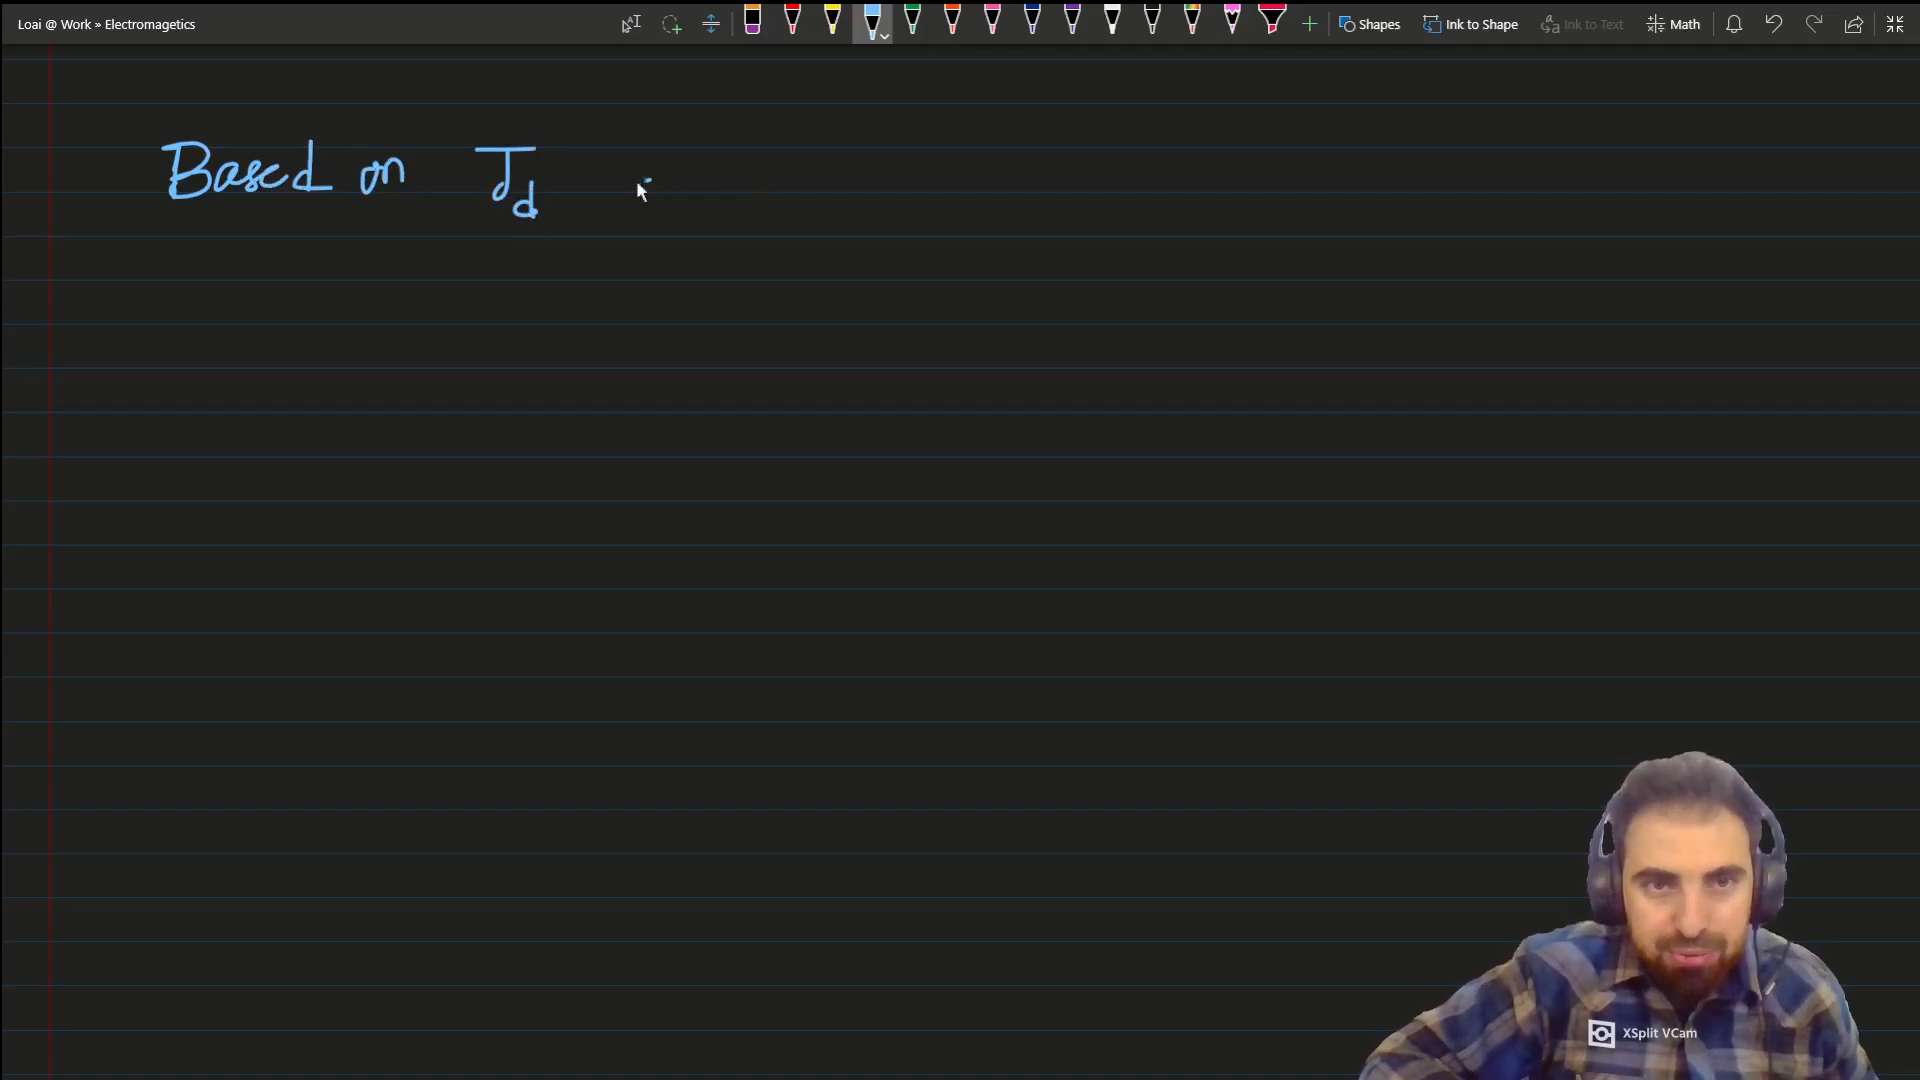 Loai @ Work » Electromagetics
Shapes
Ink to Shape
Ink to Text
Math
Based on J_d
XSplit VCam